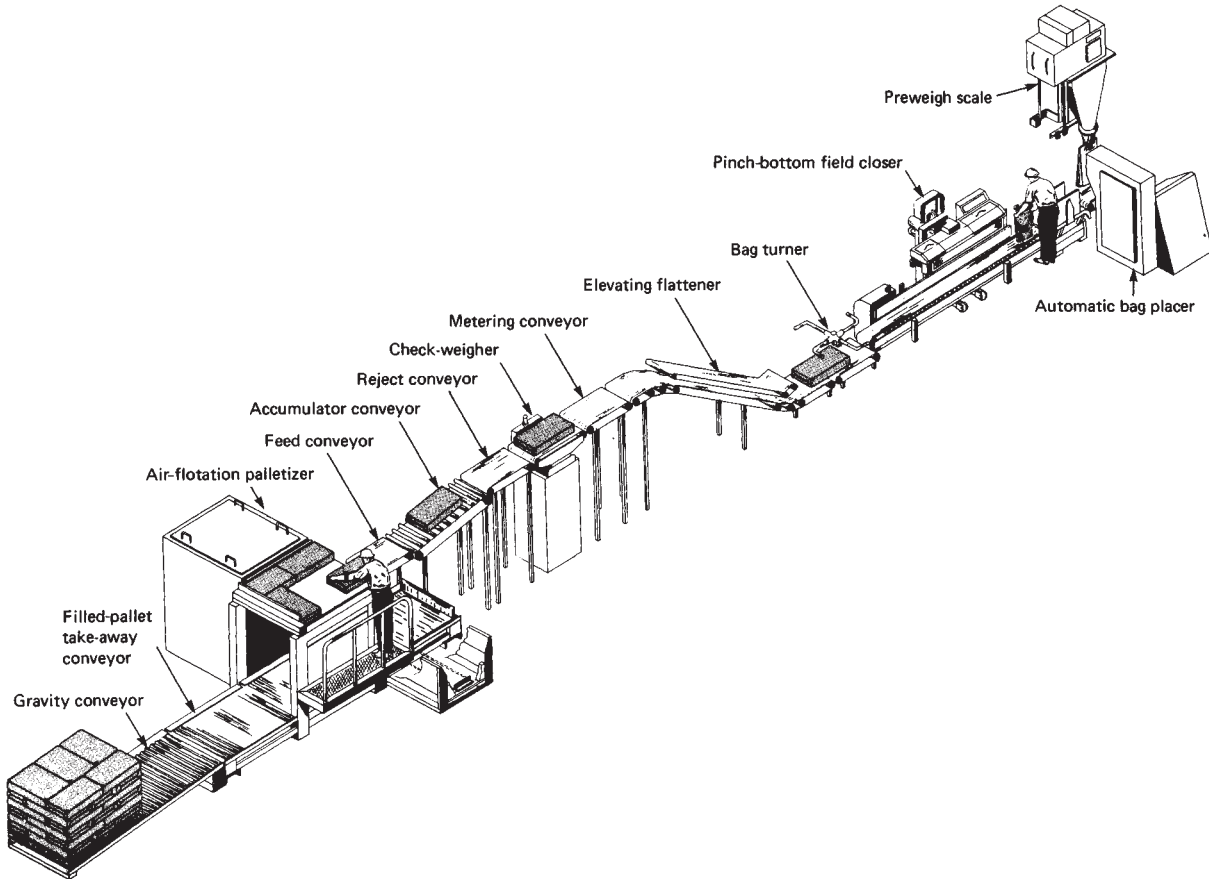 Preweigh scale
Pinch-bottom field closer
Bag turner
Automatic bag placer
Elevating flattener
Metering conveyor
Check-weigher
Reject conveyor
Accumulator conveyor
Feed conveyor
Air-flotation palletizer
Filled-pallet
take-away
conveyor
Gravity conveyor